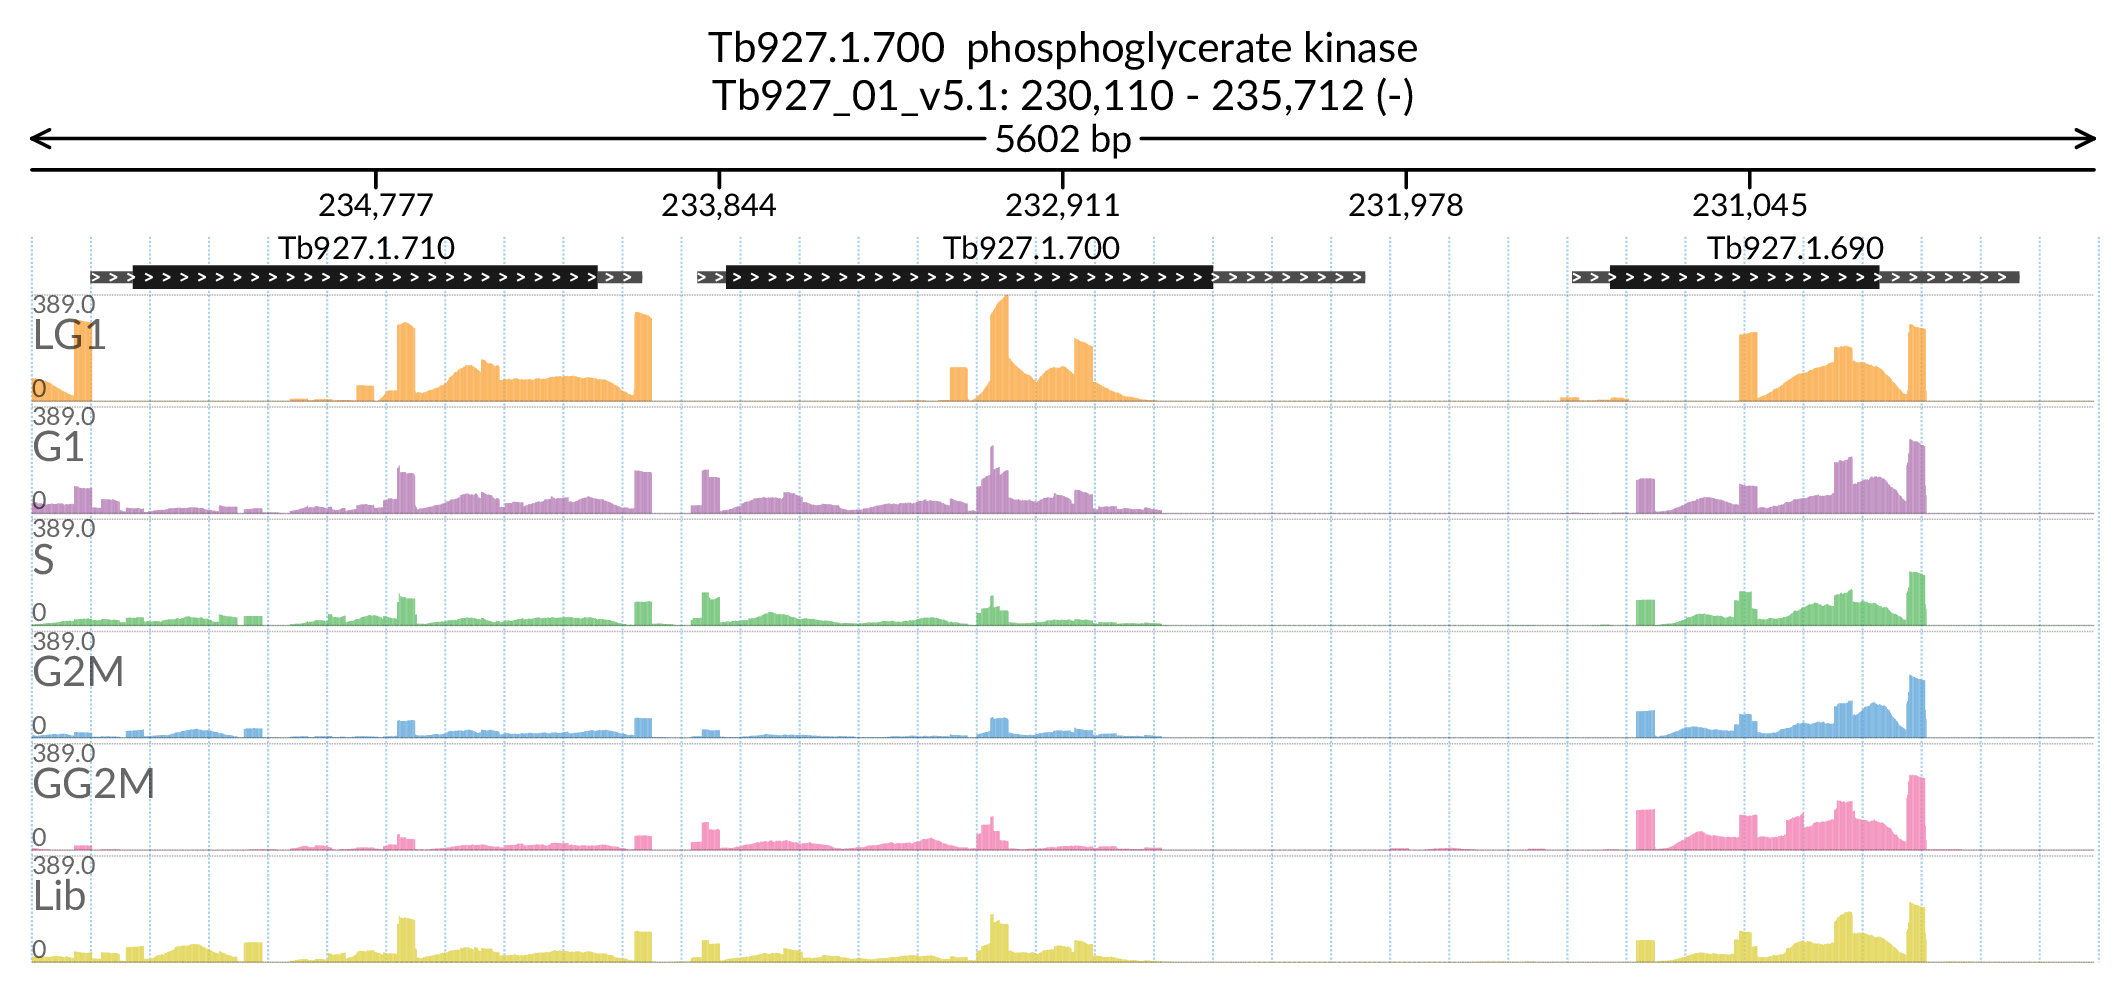 Tb927.1.700  phosphoglycerate kinase
Tb927_01_v5.1: 230,110 - 235,712 (-)
5602 bp
234,777 233,844 232,911 231,978 231,045
Tb927.1.710 Tb927.1.700 Tb927.1.690
389.0
LG1
0
389.0
G1
0
389.0
S
0
389.0
G2M
0
389.0
GG2M
0
389.0
Lib
0